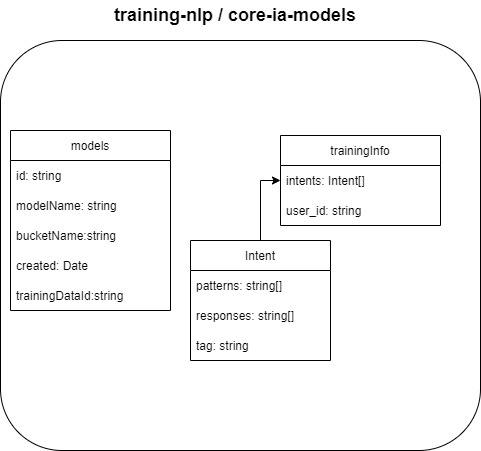 training-nlp / core-ia-models
models
id: string
modelName: string
bucketName:string
created: Date
trainingDataId:string
trainingInfo
intents: Intent[]
user_id: string
Intent
patterns: string[]
responses: string[]
tag: string